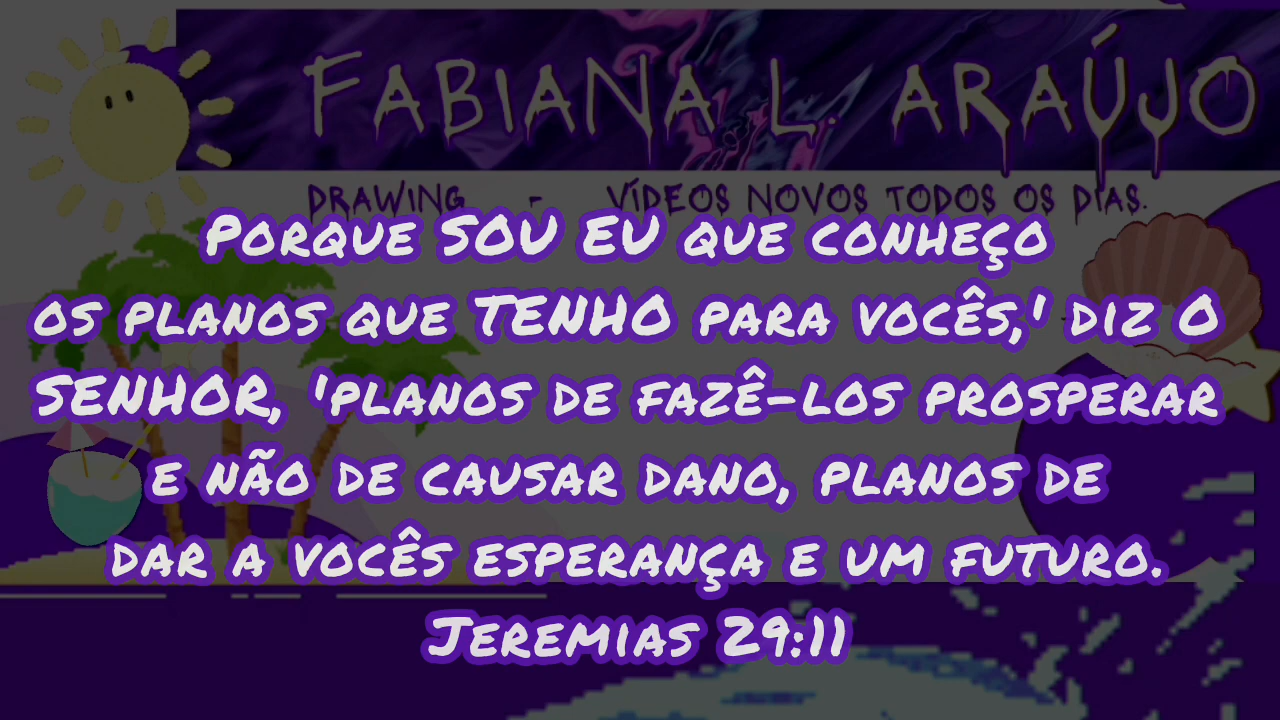 FABIANA L. ARAÚJO
DRAWING - VÍDEOS NOVOS TODOS OS DIAS.
PORQUE SOU EU QUE CONHEÇO
OS PLANOS QUE TENHO PARA VOCÊS,' DIZ O
SENHOR, 'PLANOS DE FAZÊ-LOS PROSPERAR
E NÃO DE CAUSAR DANO, PLANOS DE
DAR A VOCÊS ESPERANÇA E UM FUTURO.
JEREMIAS 29:11